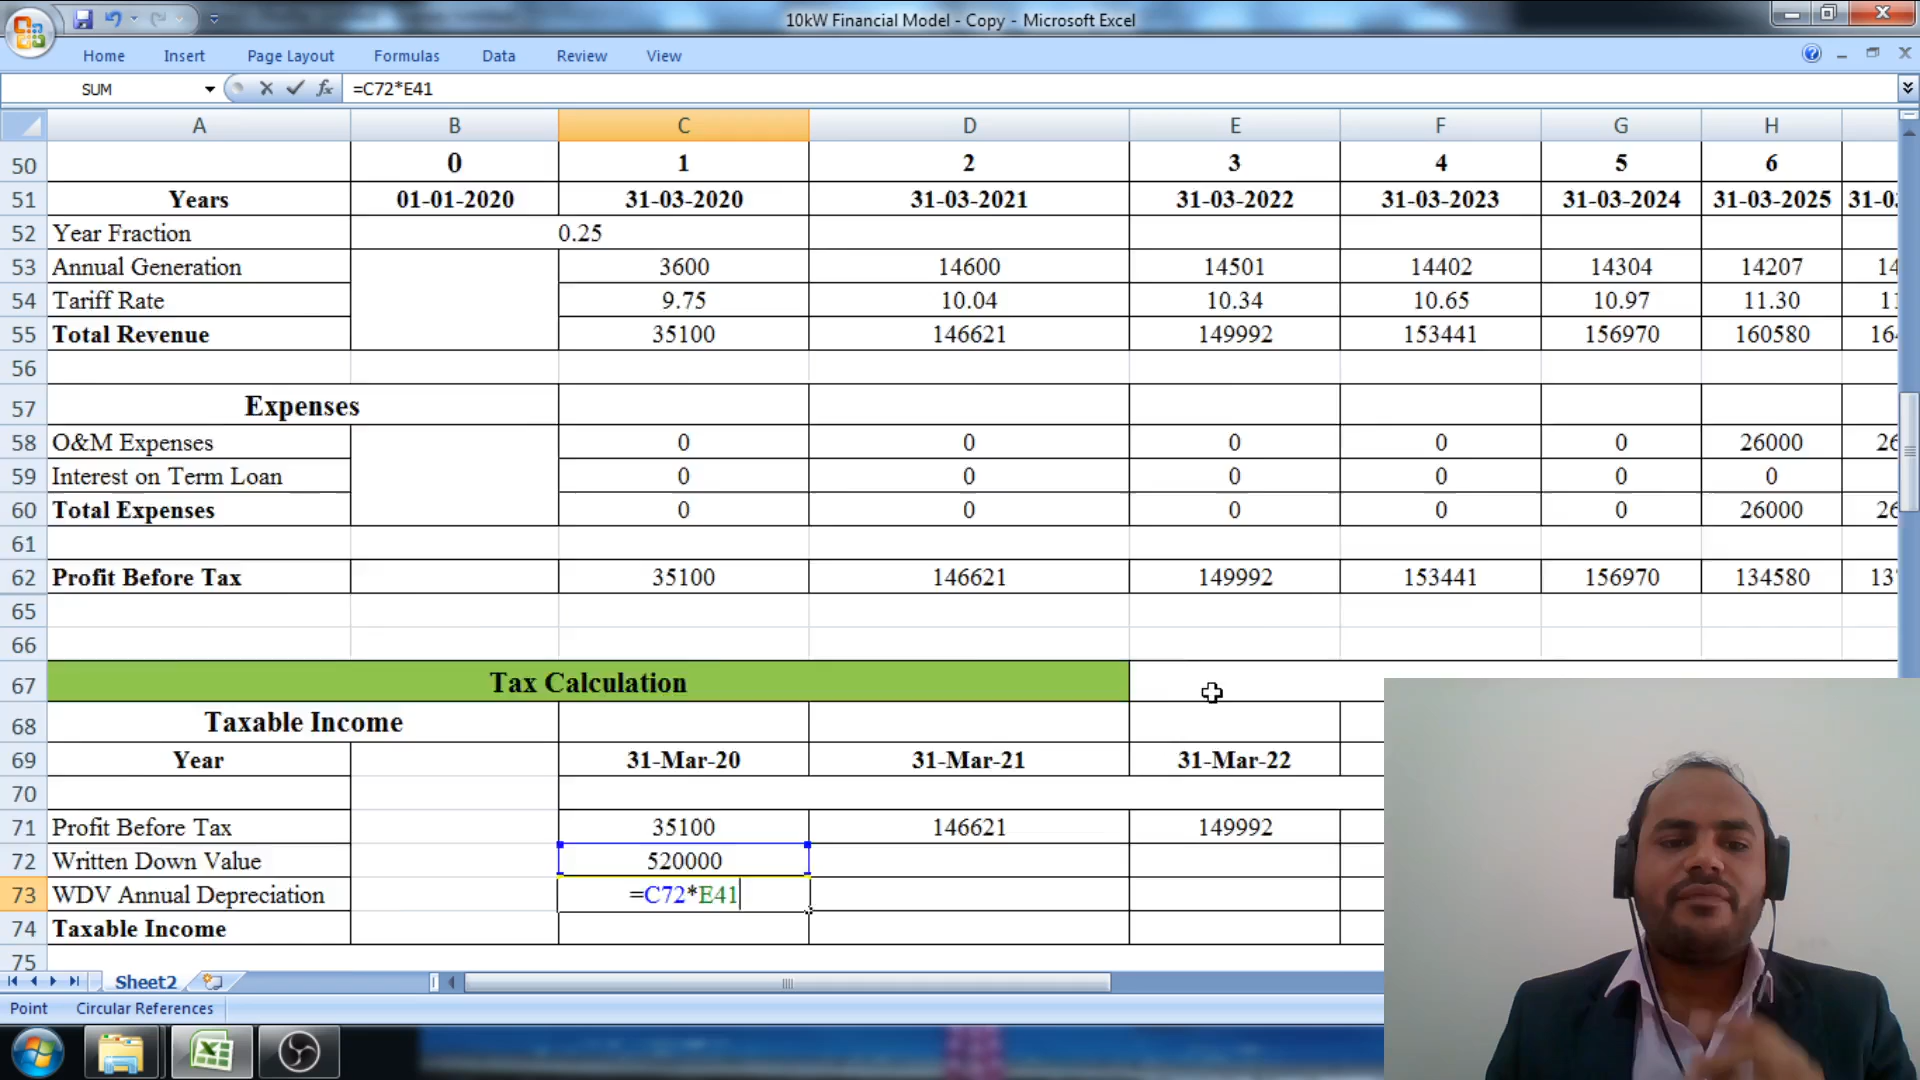 10kW Financial Model - Copy - Microsoft Excel
Home Insert Page Layout Formulas Data Review View
SUM =C72*E41
A B C D E F G H
50 0 1 2 3 4 5 6
51 Years 01-01-2020 31-03-2020 31-03-2021 31-03-2022 31-03-2023 31-03-2024 31-03-2025
52 Year Fraction 0.25
53 Annual Generation 3600 14600 14501 14402 14304 14207
54 Tariff Rate 9.75 10.04 10.34 10.65 10.97 11.30
55 Total Revenue 35100 146621 149992 153441 156970 160580
56
57 Expenses
58 O&M Expenses 0 0 0 0 0 26000
59 Interest on Term Loan 0 0 0 0 0 0
60 Total Expenses 0 0 0 0 0 26000
61
62 Profit Before Tax 35100 146621 149992 153441 156970 134580
65
66
67 Tax Calculation
68 Taxable Income
69 Year 31-Mar-20 31-Mar-21 31-Mar-22
70
71 Profit Before Tax 35100 146621 149992
72 Written Down Value 520000
73 WDV Annual Depreciation =C72*E41
74 Taxable Income
75
Sheet2
Point Circular References